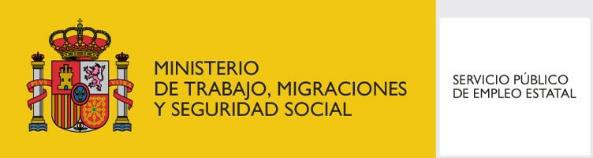 MINISTERIO
DE TRABAJO, MIGRACIONES
Y SEGURIDAD SOCIAL
SERVICIO PÚBLICO
DE EMPLEO ESTATAL